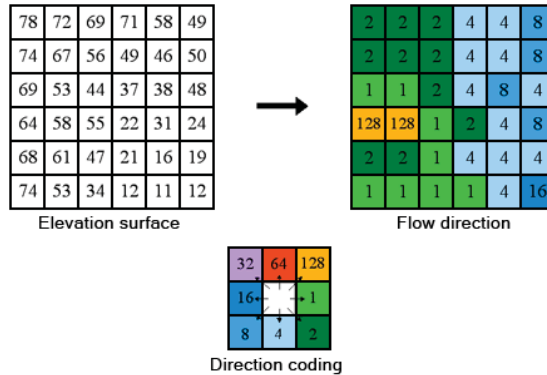 78 72 69 71 58 49
74 67 56 49 46 50
69 53 44 37 38 48
64 58 55 22 31 24
68 61 47 21 16 19
74 53 34 12 11 12
Elevation surface
2 2 2 4 4 8
2 2 2 4 4 8
1 1 2 4 8 4
128 128 1 2 4 8
2 2 1 4 4 4
1 1 1 1 4 16
Flow direction
32 64 128
16 1
8 4 2
Direction coding